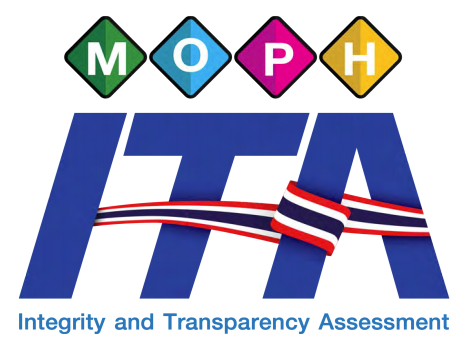 MOPH
ITA
Integrity and Transparency Assessment